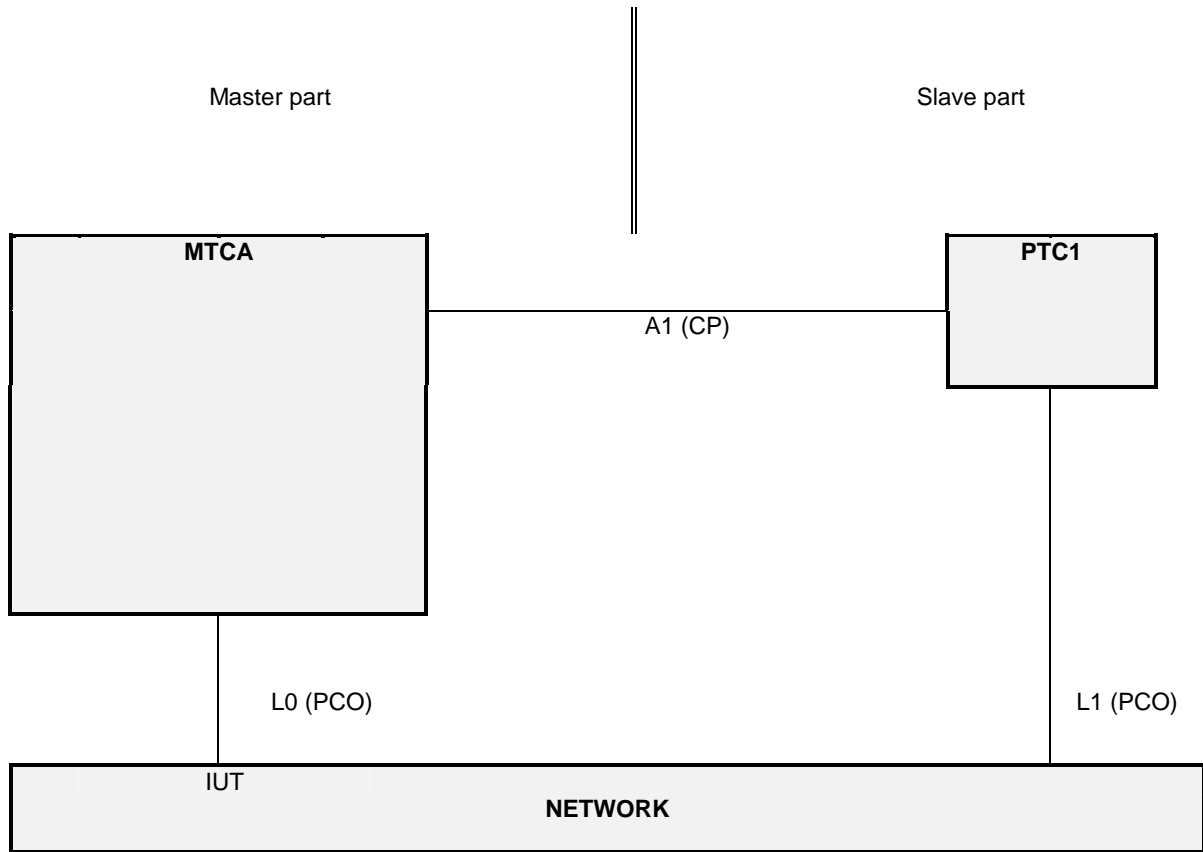 Master part
Slave part
MTCA
PTC1
A1 (CP)
L0 (PCO)
L1 (PCO)
IUT
NETWORK